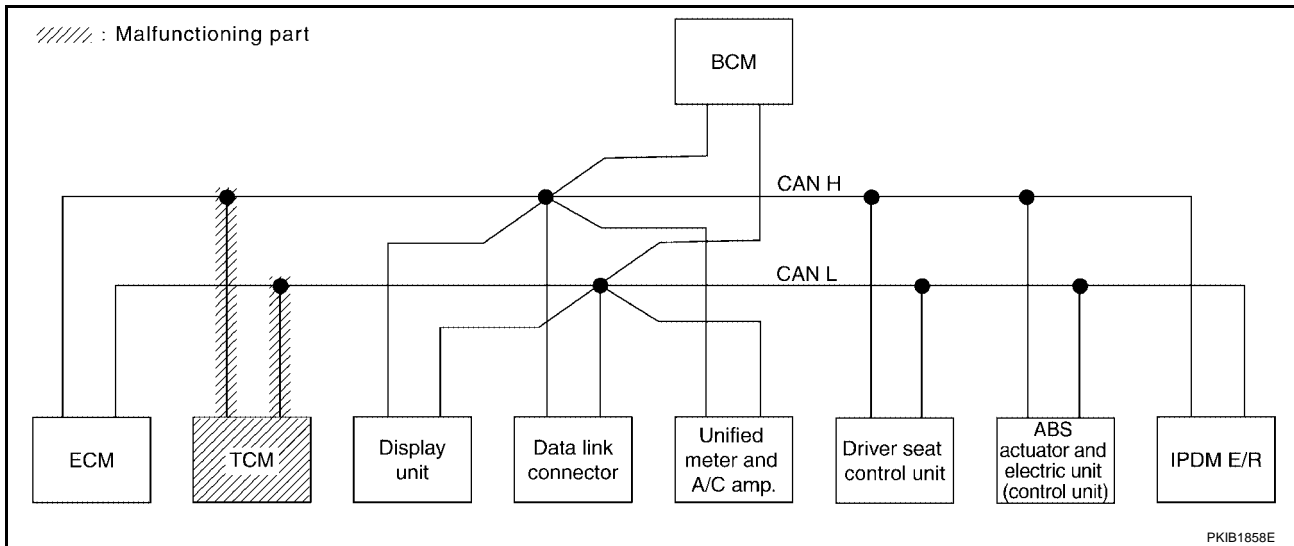 : Malfunctioning part
BCM
CAN H
CAN L
ECM
TCM
Display
unit
Data link
connector
Unified
meter and
A/C amp.
Driver seat
control unit
ABS
actuator and
electric unit
(control unit)
IPDM E/R
PKIB1858E